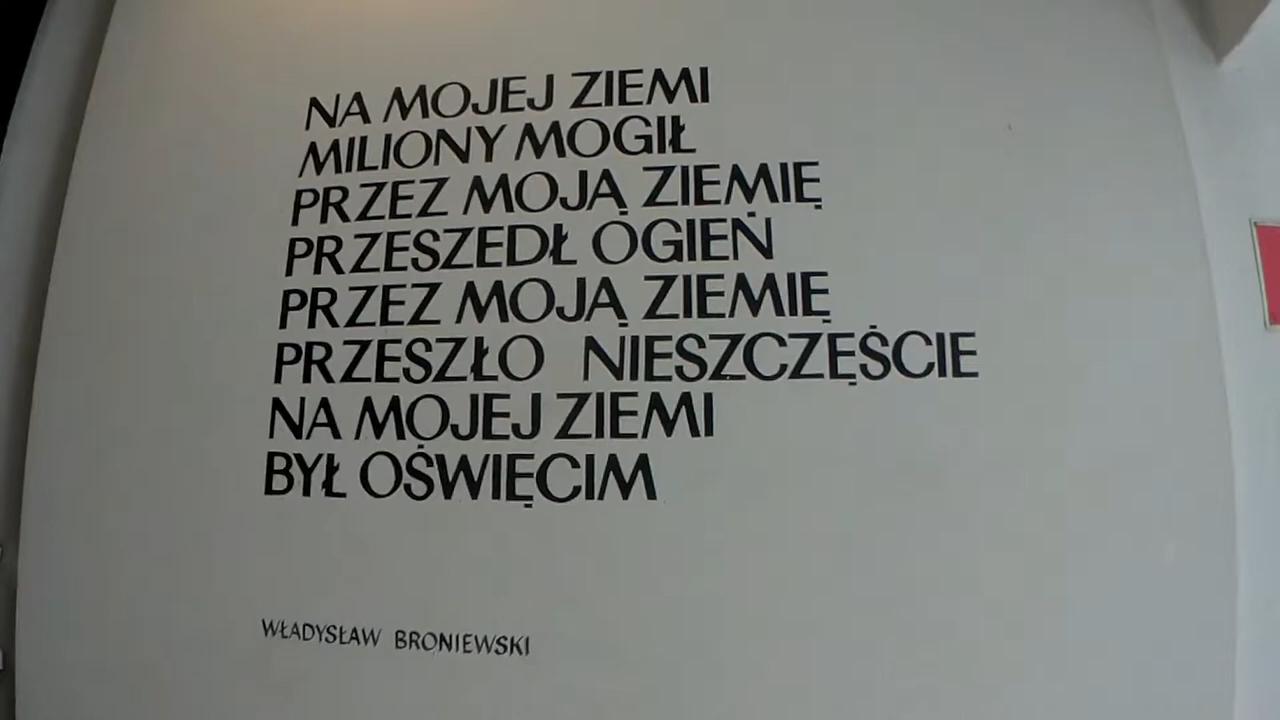 NA MOJEJ ZIEMI
MILIONY MOGIŁ
PRZEZ MOJĄ ZIEMIĘ
PRZESZEDŁ OGIEŃ
PRZEZ MOJĄ ZIEMIĘ
PRZESZŁO NIESZCZĘŚCIE
NA MOJEJ ZIEMI
BYŁ OŚWIĘCIM
WŁADYSŁAW BRONIEWSKI